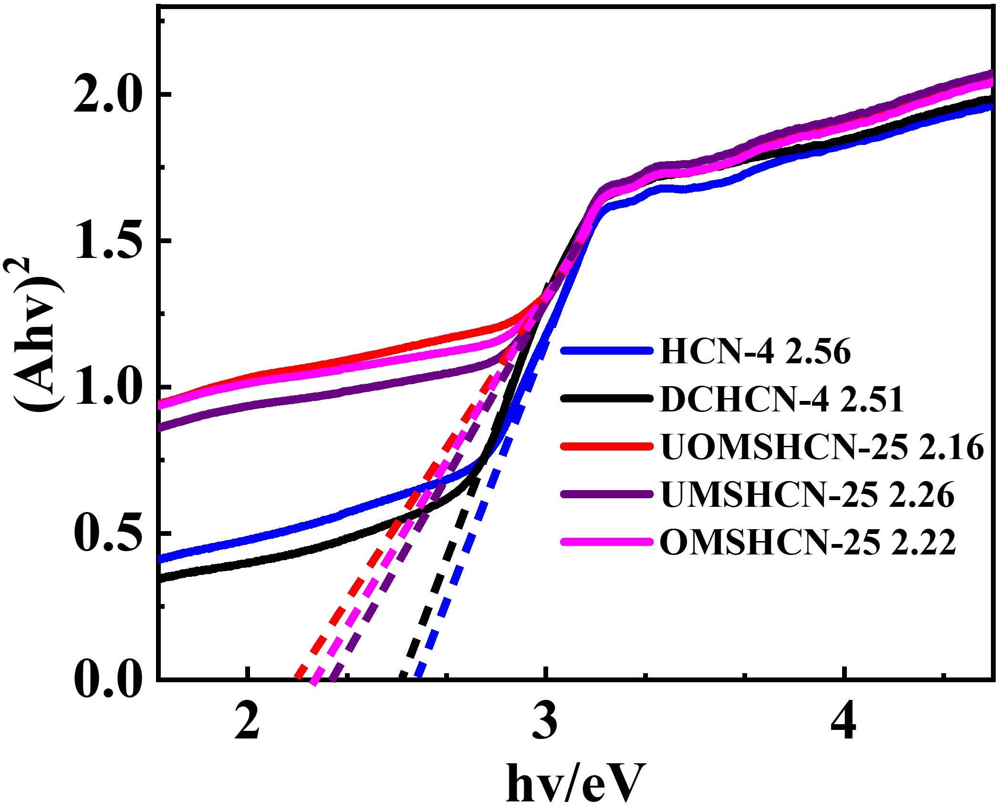 (Ahv)2
2.0
1.5
1.0
0.5
0.0
HCN-4 2.56
DCHCN-4 2.51
UOMSHCN-25 2.16
UMSHCN-25 2.26
OMSHCN-25 2.22
2 3 4
hv/eV